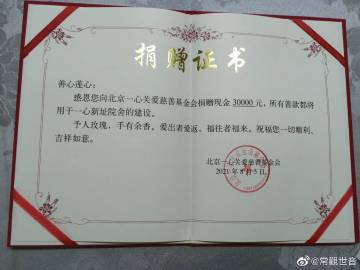 捐赠证书
善心莲心:
感恩您向北京一心关爱慈善基金会捐赠现金 30000 元,所有善款都将
用于一心新址院舍的建设。
予人玫瑰,手有余香。爱出者爱返,福往者福来。祝福您一切顺利、
吉祥如意。
北京一心关爱慈善基金会
2021年8月5日
@常觀世音